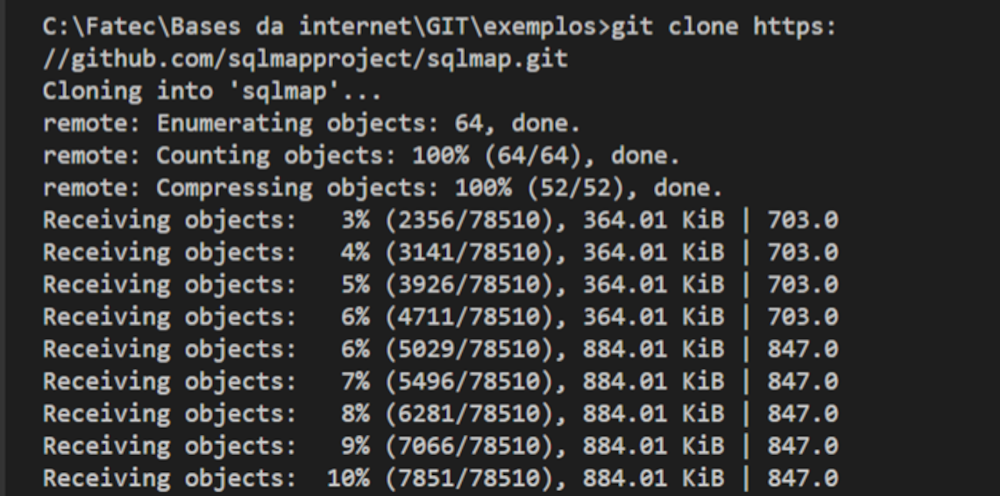 C:\Fatec\Bases da internet\GIT\exemplos>git clone https:
//github.com/sqlmapproject/sqlmap.git
Cloning into 'sqlmap'...
remote: Enumerating objects: 64, done.
remote: Counting objects: 100% (64/64), done.
remote: Compressing objects: 100% (52/52), done.
Receiving objects:   3% (2356/78510), 364.01 KiB | 703.0
Receiving objects:   4% (3141/78510), 364.01 KiB | 703.0
Receiving objects:   5% (3926/78510), 364.01 KiB | 703.0
Receiving objects:   6% (4711/78510), 364.01 KiB | 703.0
Receiving objects:   6% (5029/78510), 884.01 KiB | 847.0
Receiving objects:   7% (5496/78510), 884.01 KiB | 847.0
Receiving objects:   8% (6281/78510), 884.01 KiB | 847.0
Receiving objects:   9% (7066/78510), 884.01 KiB | 847.0
Receiving objects:  10% (7851/78510), 884.01 KiB | 847.0